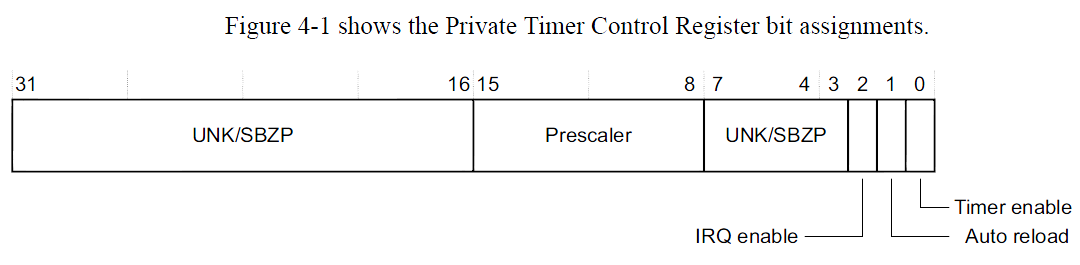 Figure 4-1 shows the Private Timer Control Register bit assignments.
31 16 15 8 7 4 3 2 1 0
UNK/SBZP Prescaler UNK/SBZP
Timer enable
IRQ enable Auto reload